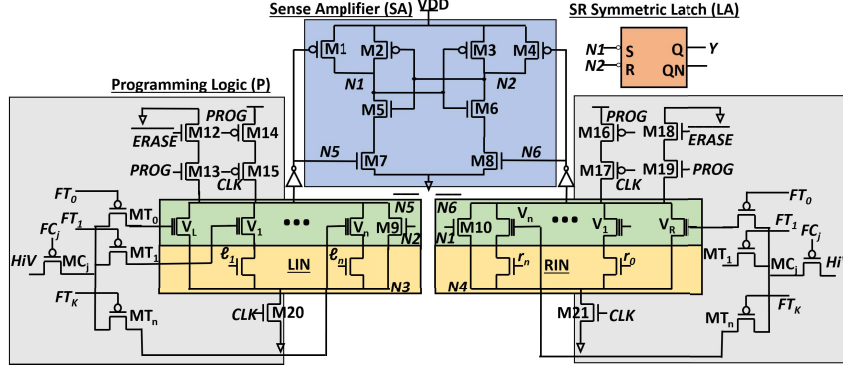 Sense Amplifier (SA)
VDD
SR Symmetric Latch (LA)
M1
M2
M3
M4
N1
S
Q
Y
N2
R
QN
N1
N2
Programming Logic (P)
M5
M6
PROG
M12
M14
ERASE
PROG
M16
M18
ERASE
N5
M7
M8
N6
PROG
M13
M15
CLK
M17
M19
PROG
CLK
FT0
FT1
FCj
HiV
MCj
MT0
MT1
FTK
MTn
VL
V1
•••
Vn
M9
N5
N2
ℓ1
LIN
ℓn
N3
CLK
M20
N6
M10
N1
Vn
•••
V1
VR
rn
RIN
r0
N4
M21
CLK
FT0
FT1
FCj
MT1
MCj
Hi
FTK
MTn